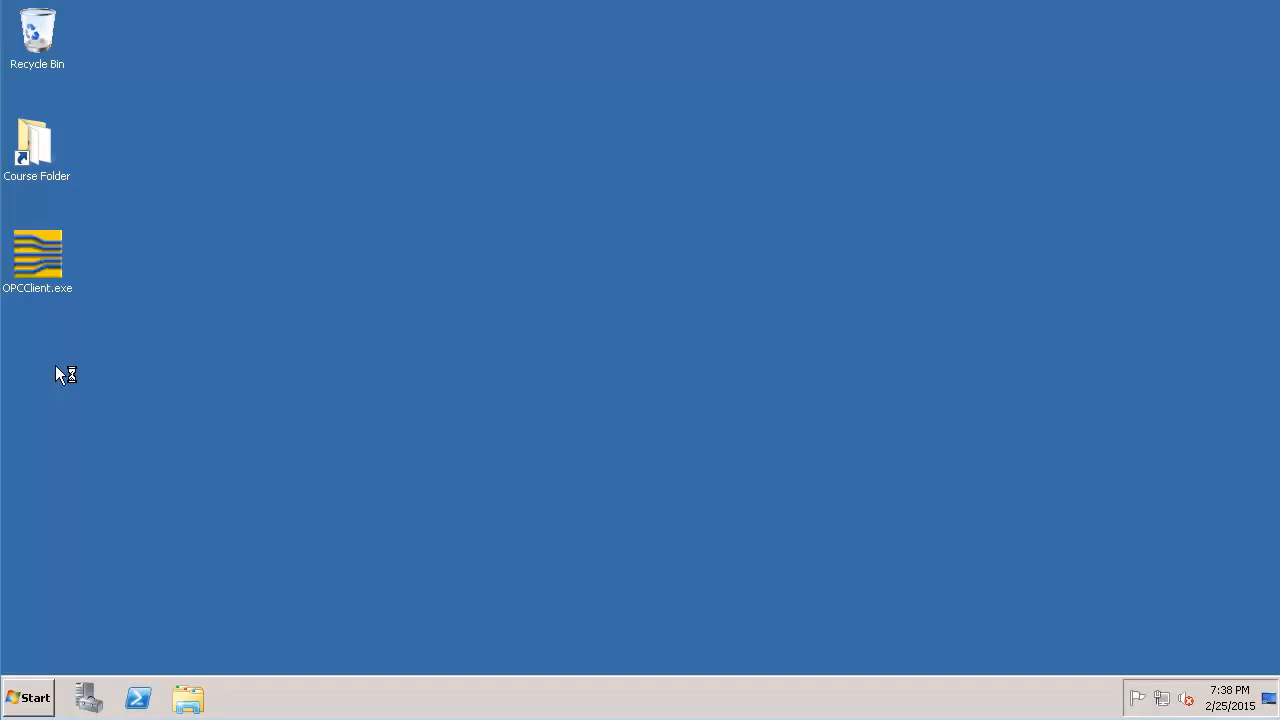 Recycle Bin
Course Folder
OPCClient.exe
Start
7:38 PM
2/25/2015